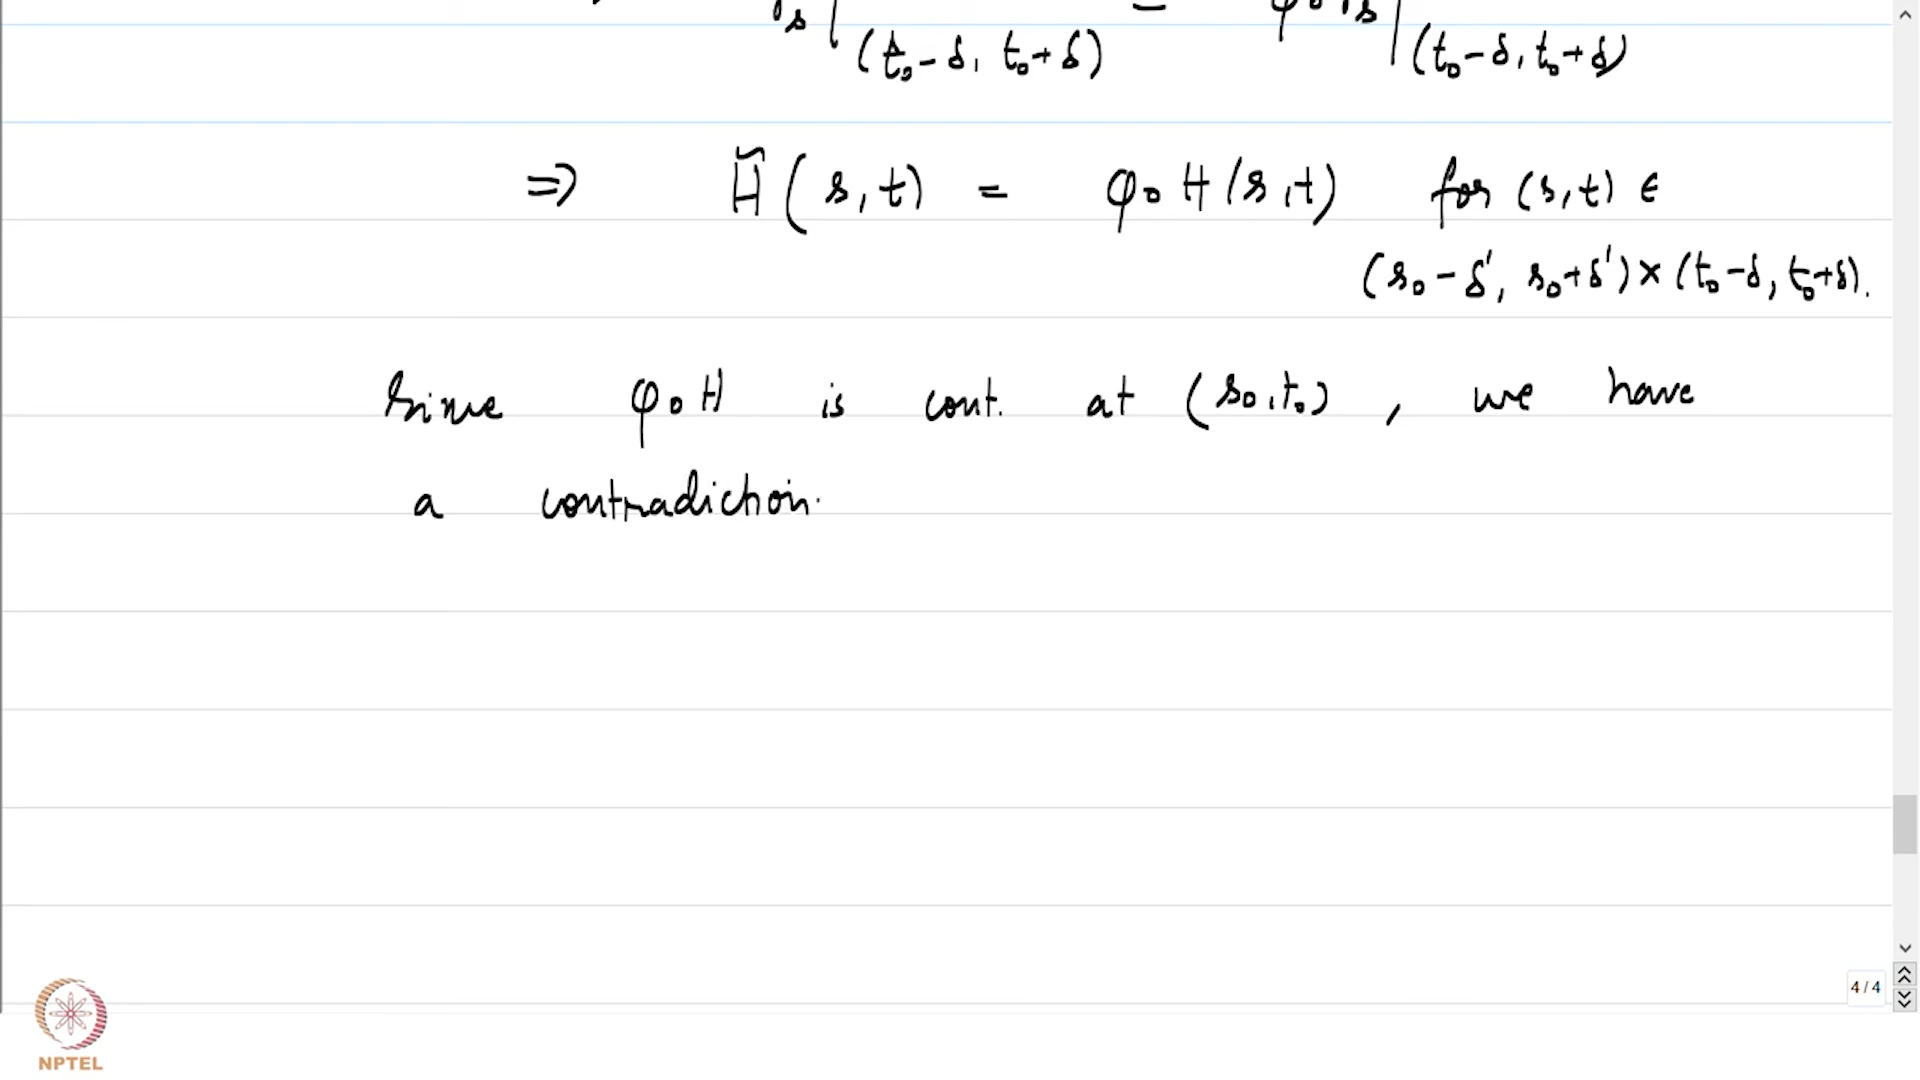 (t₀-δ, t₀+δ) = φ∘ (t₀-δ, t₀+δ)
⇒ H̃(s,t) = φ∘H(s,t) for (s,t) ∈
(s₀-δ', s₀+δ') × (t₀-δ, t₀+δ).
Since φ∘H is cont. at (s₀,t₀), we have
a contradiction.
4 / 4
NPTEL